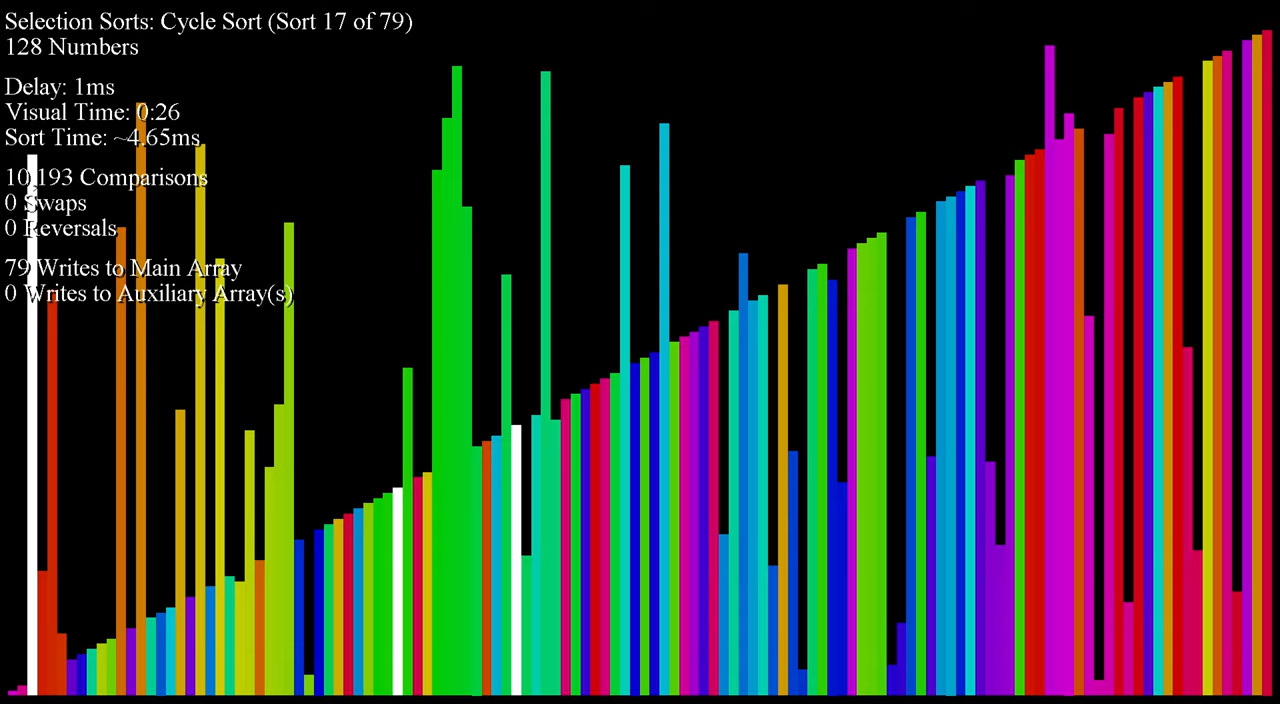 Selection Sorts: Cycle Sort (Sort 17 of 79)
128 Numbers
Delay: 1ms
Visual Time: 0:26
Sort Time: ~4.65ms
10,193 Comparisons
0 Swaps
0 Reversals
79 Writes to Main Array
0 Writes to Auxiliary Array(s)